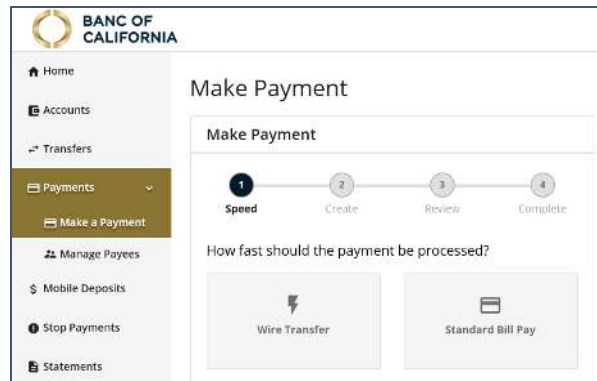 BANC OF
CALIFORNIA
Home
Accounts
Transfers
Payments
Make a Payment
Manage Payees
$ Mobile Deposits
Stop Payments
Statements
Make Payment
Make Payment
1 2 3 4
Speed Create Review Complete
How fast should the payment be processed?
Wire Transfer Standard Bill Pay